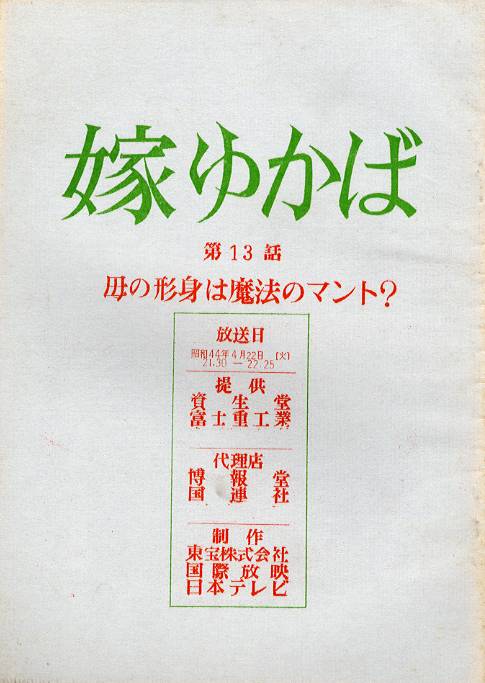 嫁ゆかば
第13話
母の形身は魔法のマント?
放送日
昭和44年4月22日 (火)
21.30 — 22.25
提供
資生堂
富士重工業
代理店
博報堂
国連社
制作
東宝株式会社
国際放映
日本テレビ